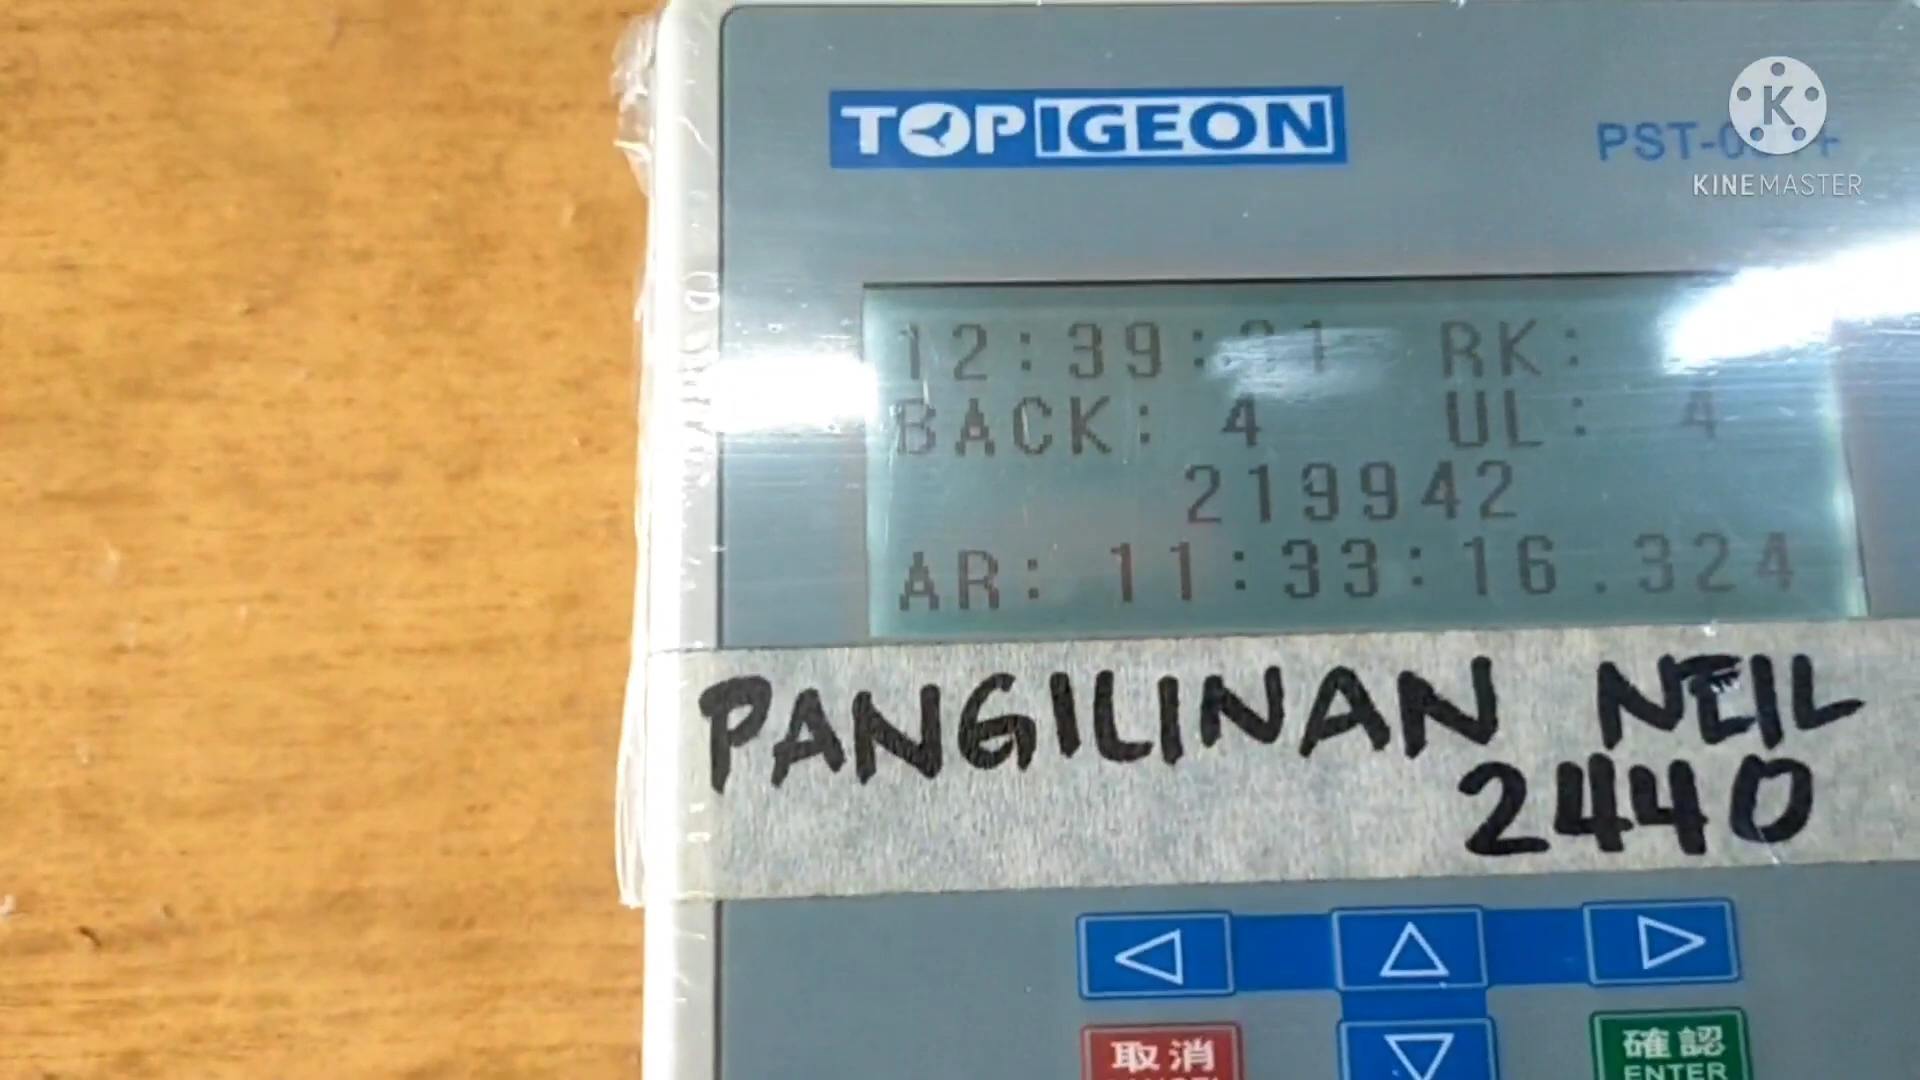 TOPIGEON
KINEMASTER
12:39: RK:
BACK: 4 UL: 4
219942
AR: 11:33:16.324
PANGILINAN NEIL
2440
取消
確認
ENTER